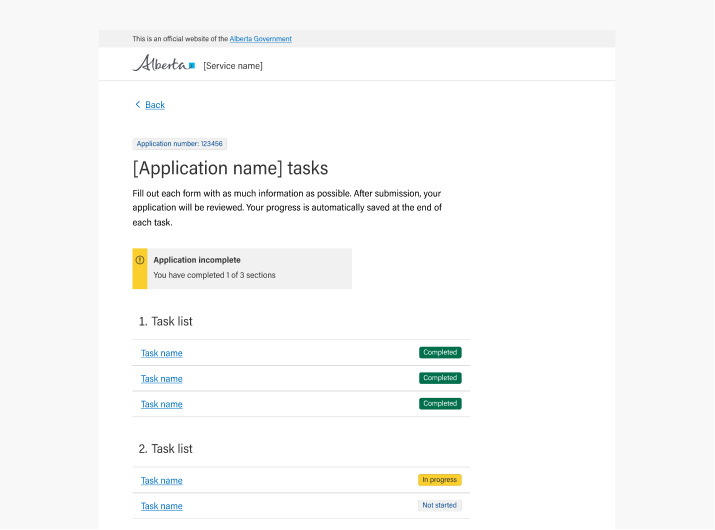 This is an official website of the Alberta Government
Alberta [Service name]
Back
Application number: 123456
[Application name] tasks
Fill out each form with as much information as possible. After submission, your
application will be reviewed. Your progress is automatically saved at the end of
each task.
Application incomplete
You have completed 1 of 3 sections
1. Task list
Task name Completed
Task name Completed
Task name Completed
2. Task list
Task name In progress
Task name Not started